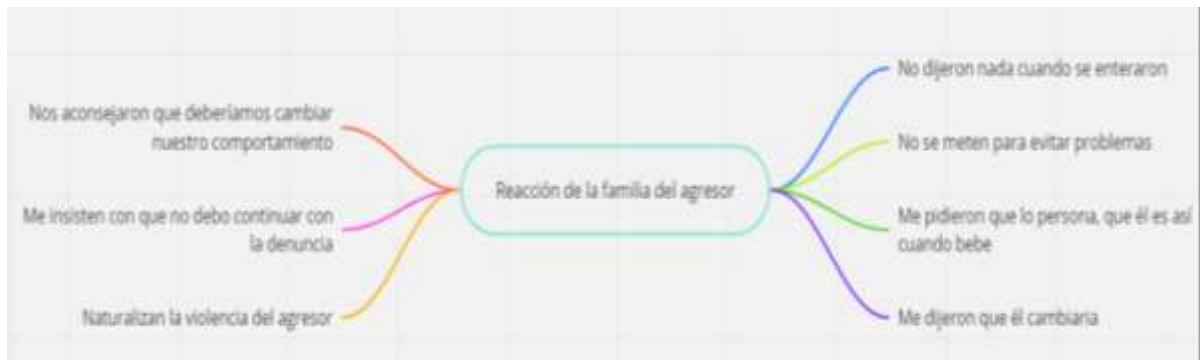 Nos aconsejaron que deberíamos cambiar
nuestro comportamiento
Me insisten con que no debo continuar con
la denuncia
Naturalizan la violencia del agresor
Reacción de la familia del agresor
No dijeron nada cuando se enteraron
No se meten para evitar problemas
Me pidieron que lo persona, que él es así
cuando bebe
Me dijeron que él cambiaria